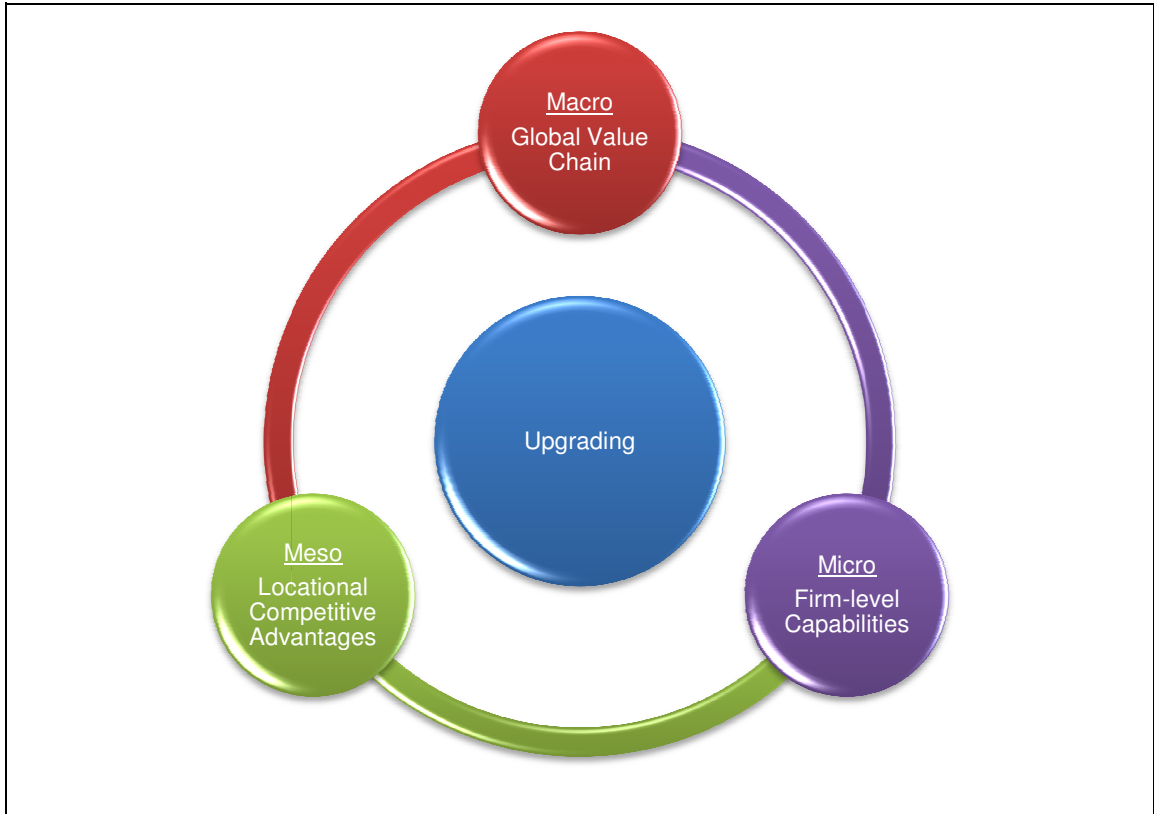 Macro
Global Value
Chain
Upgrading
Meso
Locational
Competitive
Advantages
Micro
Firm-level
Capabilities